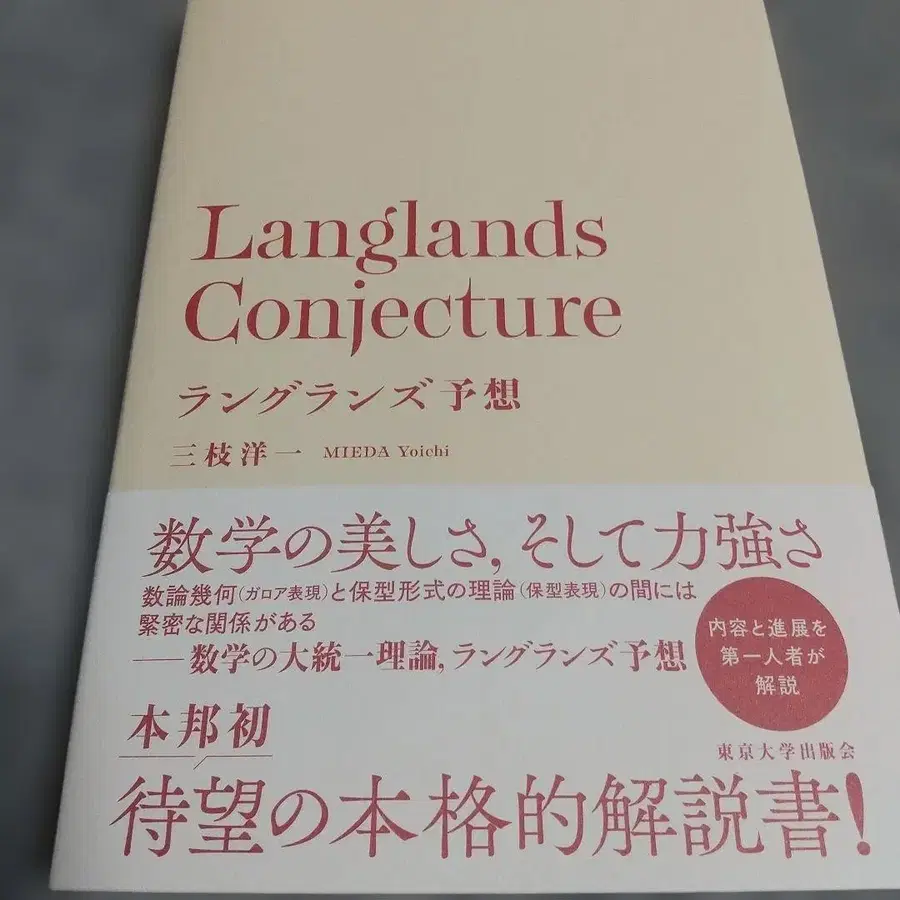 Langlands
Conjecture
ラングランズ予想
三枝洋一 MIEDA Yoichi
数学の美しさ, そして力強さ
数論幾何(ガロア表現)と保型形式の理論(保型表現)の間には
緊密な関係がある
——数学の大統一理論, ラングランズ予想
内容と進展を
第一人者が
解説
本邦初
東京大学出版会
待望の本格的解説書!